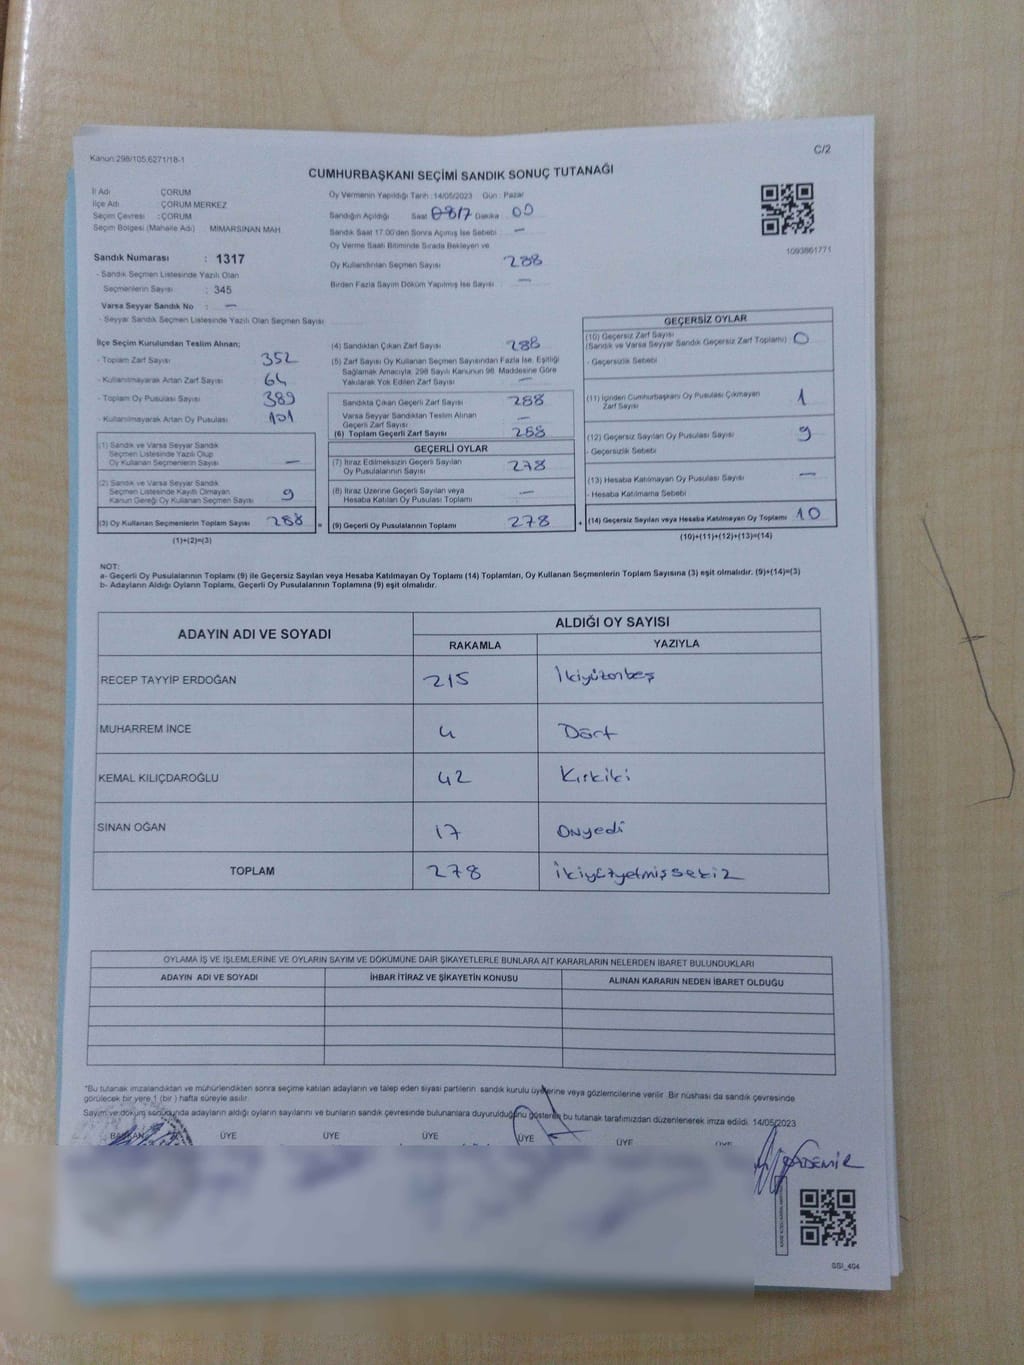 Kanun:298/105,6271/18-1
C/2
CUMHURBAŞKANI SEÇİMİ SANDIK SONUÇ TUTANAĞI
İl Adı : ÇORUM
İlçe Adı : ÇORUM MERKEZ
Seçim Çevresi : ÇORUM
Seçim Bölgesi (Mahalle Adı) MİMARSİNAN MAH.
Sandık Numarası : 1317
- Sandık Seçmen Listesinde Yazılı Olan
Seçmenlerin Sayısı : 345
Varsa Seyyar Sandık No : —
- Seyyar Sandık Seçmen Listesinde Yazılı Olan Seçmen Sayısı
Oy Vermenin Yapıldığı Tarih : 14/05/2023 Gün : Pazar
Sandığın Açıldığı Saat 17 Dakika 00
Sandık Saat 17.00'den Sonra Açılmış İse Sebebi : —
Oy Verme Saati Bitiminde Sırada Bekleyen ve
Oy Kullandırılan Seçmen Sayısı 288
Birden Fazla Sayım Döküm Yapılmış İse Sayısı : —
1093861771
İlçe Seçim Kurulundan Teslim Alınan;
- Toplam Zarf Sayısı 352
- Kullanılmayarak Artan Zarf Sayısı 64
- Toplam Oy Pusulası Sayısı 389
- Kullanılmayarak Artan Oy Pusulası 101
(1) Sandık ve Varsa Seyyar Sandık
Seçmen Listesinde Yazılı Olup
Oy Kullanan Seçmenlerin Sayısı —
(2) Sandık ve Varsa Seyyar Sandık
Seçmen Listesinde Kayıtlı Olmayan
Kanun Gereği Oy Kullanan Seçmen Sayısı 9
(3) Oy Kullanan Seçmenlerin Toplam Sayısı 288 =
(1)+(2)=(3)
(4) Sandıktan Çıkan Zarf Sayısı 288
(5) Zarf Sayısı Oy Kullanan Seçmen Sayısından Fazla İse, Eşitliği
Sağlamak Amacıyla, 298 Sayılı Kanunun 98. Maddesine Göre
Yakılarak Yok Edilen Zarf Sayısı —
Sandıkta Çıkan Geçerli Zarf Sayısı 288
Varsa Seyyar Sandıktan Teslim Alınan
Geçerli Zarf Sayısı —
(6) Toplam Geçerli Zarf Sayısı 288
GEÇERLİ OYLAR
(7) İtiraz Edilmeksizin Geçerli Sayılan
Oy Pusulalarının Sayısı 278
(8) İtiraz Üzerine Geçerli Sayılan veya
Hesaba Katılan Oy Pusulası Toplamı —
(9) Geçerli Oy Pusulalarının Toplamı 278 +
GEÇERSİZ OYLAR
(10) Geçersiz Zarf Sayısı
(Sandık ve Varsa Seyyar Sandık Geçersiz Zarf Toplamı) 0
- Geçersizlik Sebebi
(11) İçinden Cumhurbaşkanı Oy Pusulası Çıkmayan
Zarf Sayısı 1
(12) Geçersiz Sayılan Oy Pusulası Sayısı 9
- Geçersizlik Sebebi
(13) Hesaba Katılmayan Oy Pusulası Sayısı —
- Hesaba Katılmama Sebebi
(14) Geçersiz Sayılan veya Hesaba Katılmayan Oy Toplamı 10
(10)+(11)+(12)+(13)=(14)
NOT:
a- Geçerli Oy Pusulalarının Toplamı (9) ile Geçersiz Sayılan veya Hesaba Katılmayan Oy Toplamı (14) Toplamları, Oy Kullanan Seçmenlerin Toplam Sayısına (3) eşit olmalıdır. (9)+(14)=(3)
b- Adayların Aldığı Oyların Toplamı, Geçerli Oy Pusulalarının Toplamına (9) eşit olmalıdır.
ADAYIN ADI VE SOYADI ALDIĞI OY SAYISI
RAKAMLA YAZIYLA
RECEP TAYYİP ERDOĞAN 215 İkiyüzonbeş
MUHARREM İNCE 4 Dört
KEMAL KILIÇDAROĞLU 42 Kırkiki
SİNAN OĞAN 17 Onyedi
TOPLAM 278 İkiyüzyetmişsekiz
OYLAMA İŞ VE İŞLEMLERİNE VE OYLARIN SAYIM VE DÖKÜMÜNE DAİR ŞİKAYETLERLE BUNLARA AİT KARARLARIN NELERDEN İBARET BULUNDUKLARI
ADAYIN ADI VE SOYADI İHBAR İTİRAZ VE ŞİKAYETİN KONUSU ALINAN KARARIN NEDEN İBARET OLDUĞU
*Bu tutanak imzalandıktan ve mühürlendikten sonra seçime katılan adayların ve talep eden siyasi partilerin sandık kurulu üyelerine veya gözlemcilerine verilir. Bir nüshası da sandık çevresinde
görülecek bir yere 1 (bir) hafta süreyle asılır.
Sayım ve döküm sonucunda adayların aldığı oyların sayılarını ve bunların sandık çevresinde bulunanlara duyurulduğunu gösteren bu tutanak tarafımızdan düzenlenerek imza edildi. 14/05/2023
BAŞKAN ÜYE ÜYE ÜYE ÜYE ÜYE ÜYE
SSİ_404